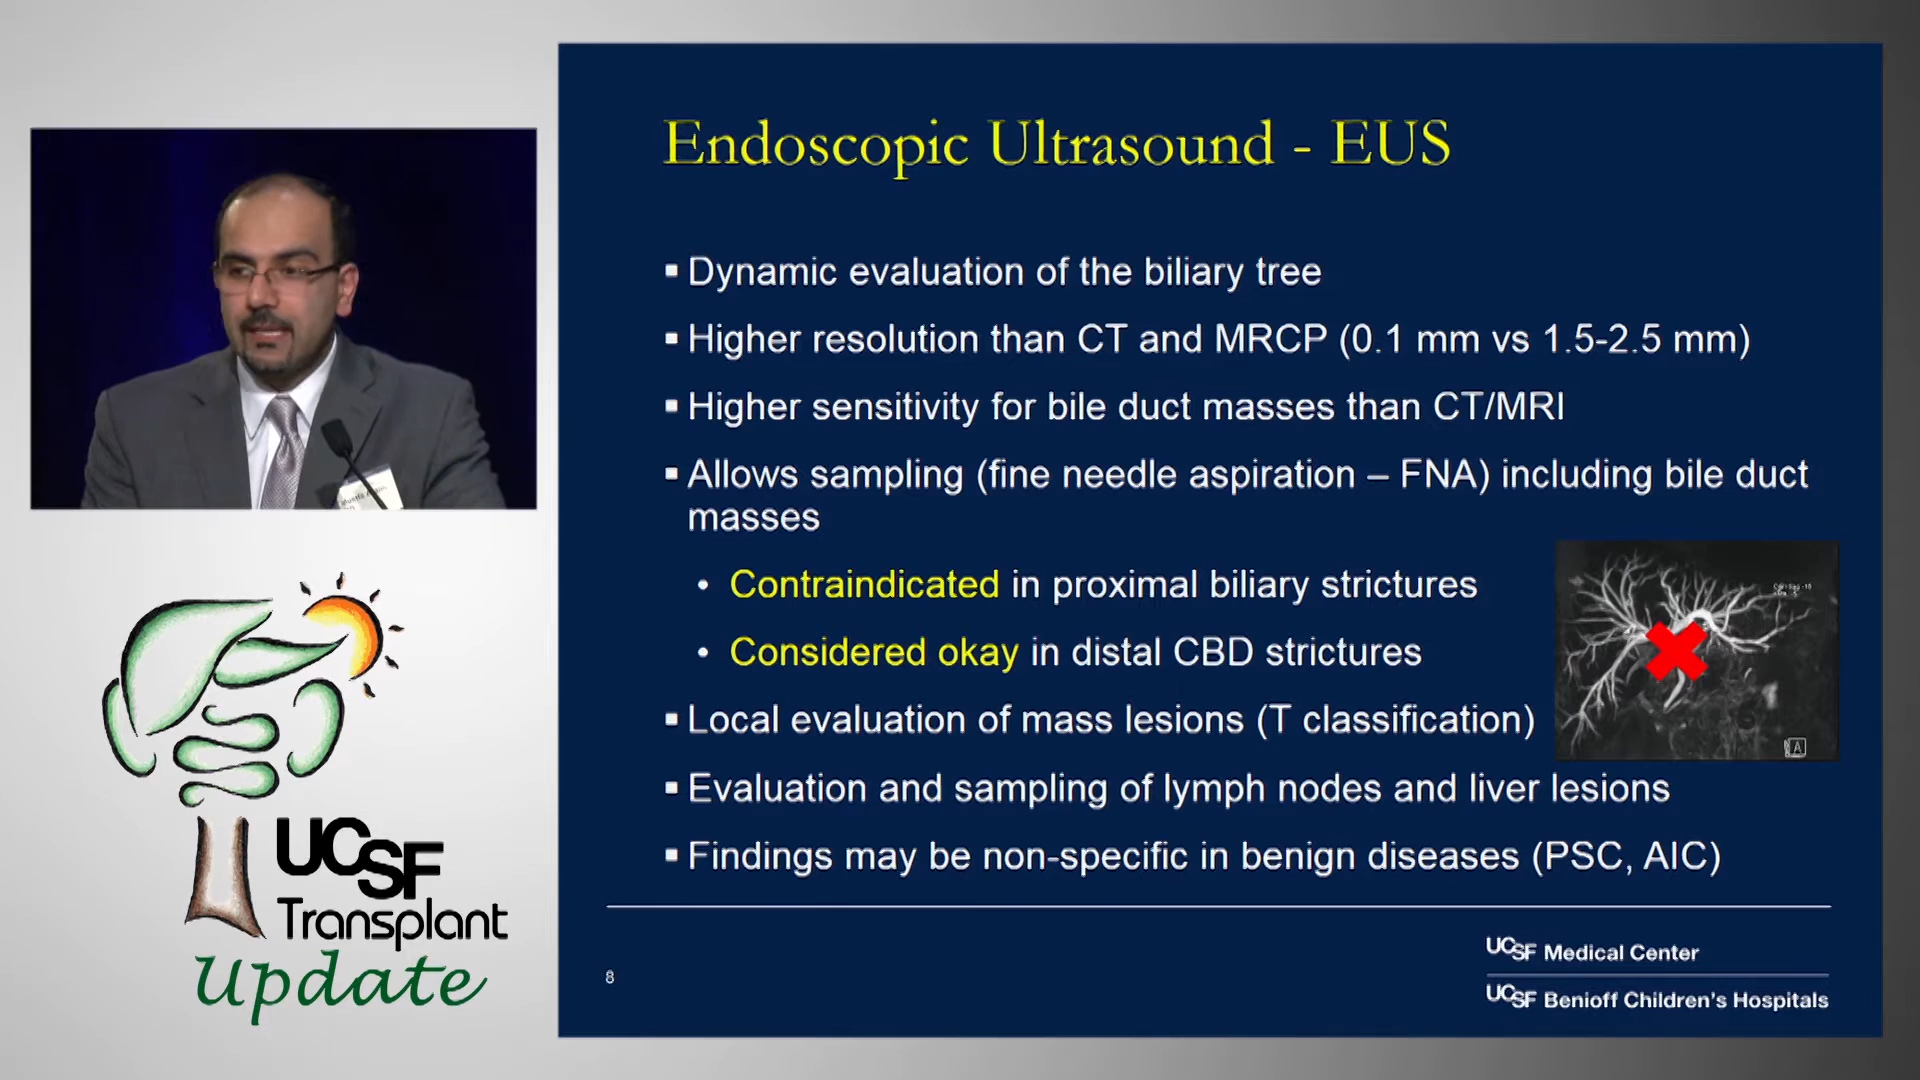 Endoscopic Ultrasound - EUS
▪ Dynamic evaluation of the biliary tree
▪ Higher resolution than CT and MRCP (0.1 mm vs 1.5-2.5 mm)
▪ Higher sensitivity for bile duct masses than CT/MRI
▪ Allows sampling (fine needle aspiration – FNA) including bile duct
masses
• Contraindicated in proximal biliary strictures
• Considered okay in distal CBD strictures
▪ Local evaluation of mass lesions (T classification)
▪ Evaluation and sampling of lymph nodes and liver lesions
▪ Findings may be non-specific in benign diseases (PSC, AIC)
A
8
UCSF Medical Center
UCSF Benioff Children's Hospitals
UCSF
Transplant
Update